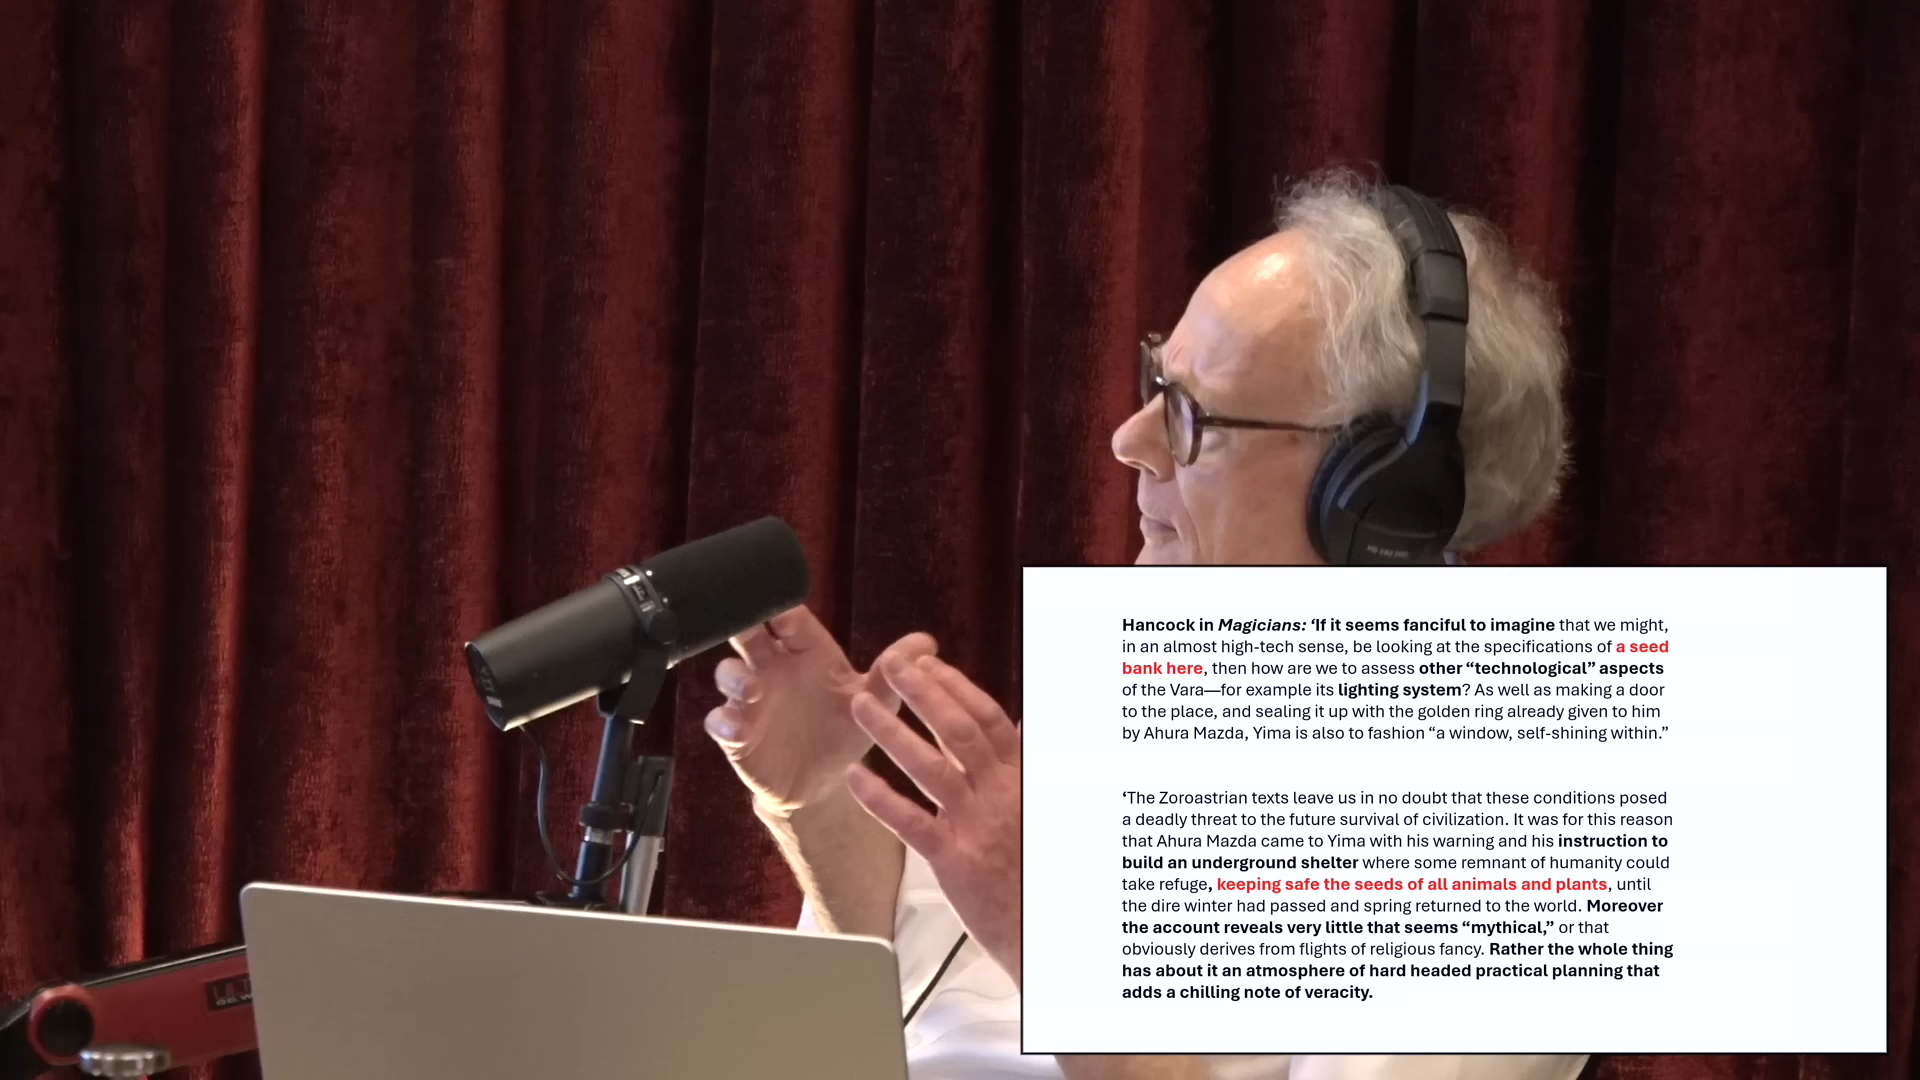 Hancock in Magicians: ‘If it seems fanciful to imagine that we might,
in an almost high-tech sense, be looking at the specifications of a seed
bank here, then how are we to assess other “technological” aspects
of the Vara—for example its lighting system? As well as making a door
to the place, and sealing it up with the golden ring already given to him
by Ahura Mazda, Yima is also to fashion “a window, self-shining within.”
‘The Zoroastrian texts leave us in no doubt that these conditions posed
a deadly threat to the future survival of civilization. It was for this reason
that Ahura Mazda came to Yima with his warning and his instruction to
build an underground shelter where some remnant of humanity could
take refuge, keeping safe the seeds of all animals and plants, until
the dire winter had passed and spring returned to the world. Moreover
the account reveals very little that seems “mythical,” or that
obviously derives from flights of religious fancy. Rather the whole thing
has about it an atmosphere of hard headed practical planning that
adds a chilling note of veracity.